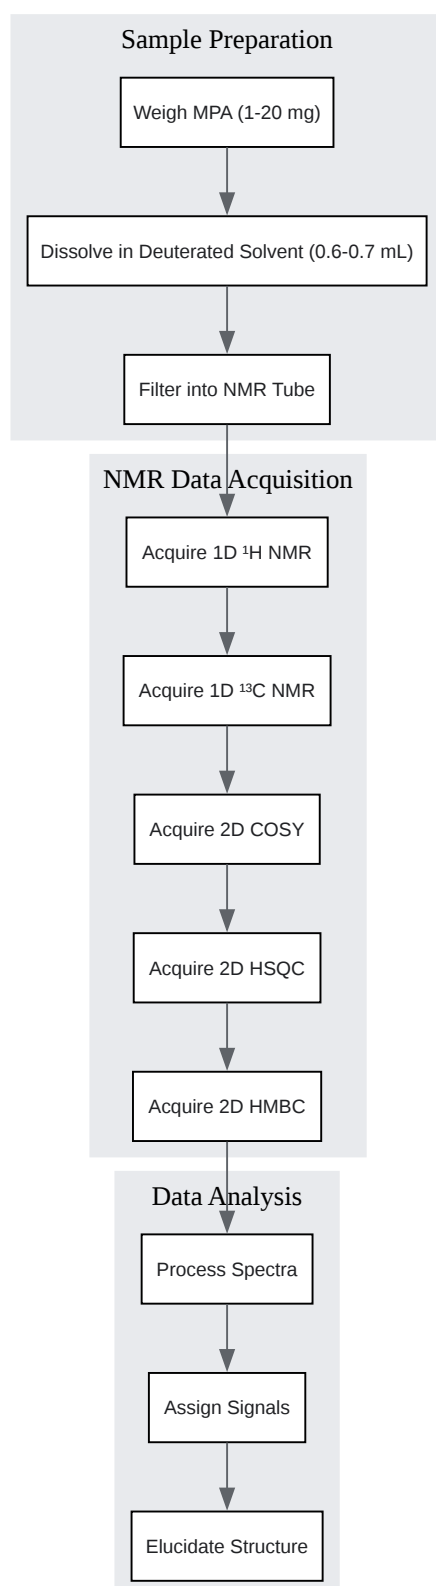 Sample Preparation
Weigh MPA (1-20 mg)
Dissolve in Deuterated Solvent (0.6-0.7 mL)
Filter into NMR Tube
NMR Data Acquisition
Acquire 1D ¹H NMR
Acquire 1D ¹³C NMR
Acquire 2D COSY
Acquire 2D HSQC
Acquire 2D HMBC
Data Analysis
Process Spectra
Assign Signals
Elucidate Structure